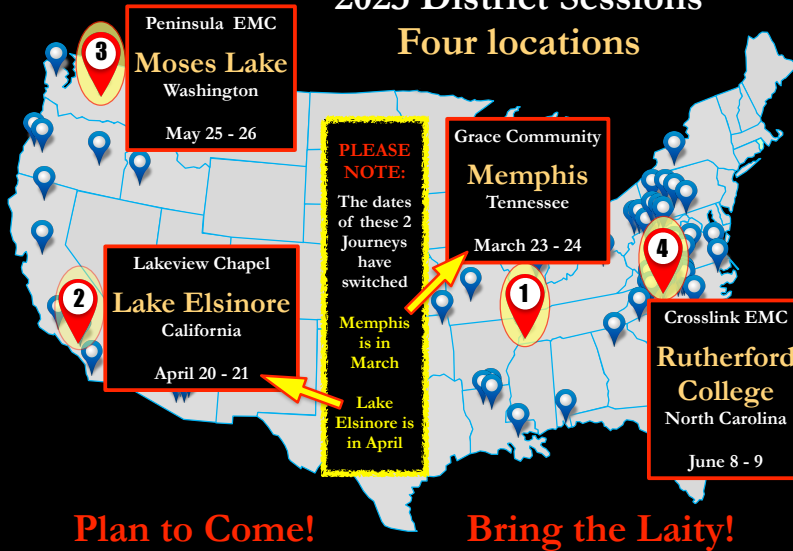 2023 District Sessions
Four locations
3
Peninsula EMC
Moses Lake
Washington
May 25 - 26
PLEASE
NOTE:
The dates
of these 2
Journeys
have
switched
Memphis
is in
March
Lake
Elsinore is
in April
Grace Community
Memphis
Tennessee
March 23 - 24
1
2
Lakeview Chapel
Lake Elsinore
California
April 20 - 21
4
Crosslink EMC
Rutherford
College
North Carolina
June 8 - 9
Plan to Come!
Bring the Laity!